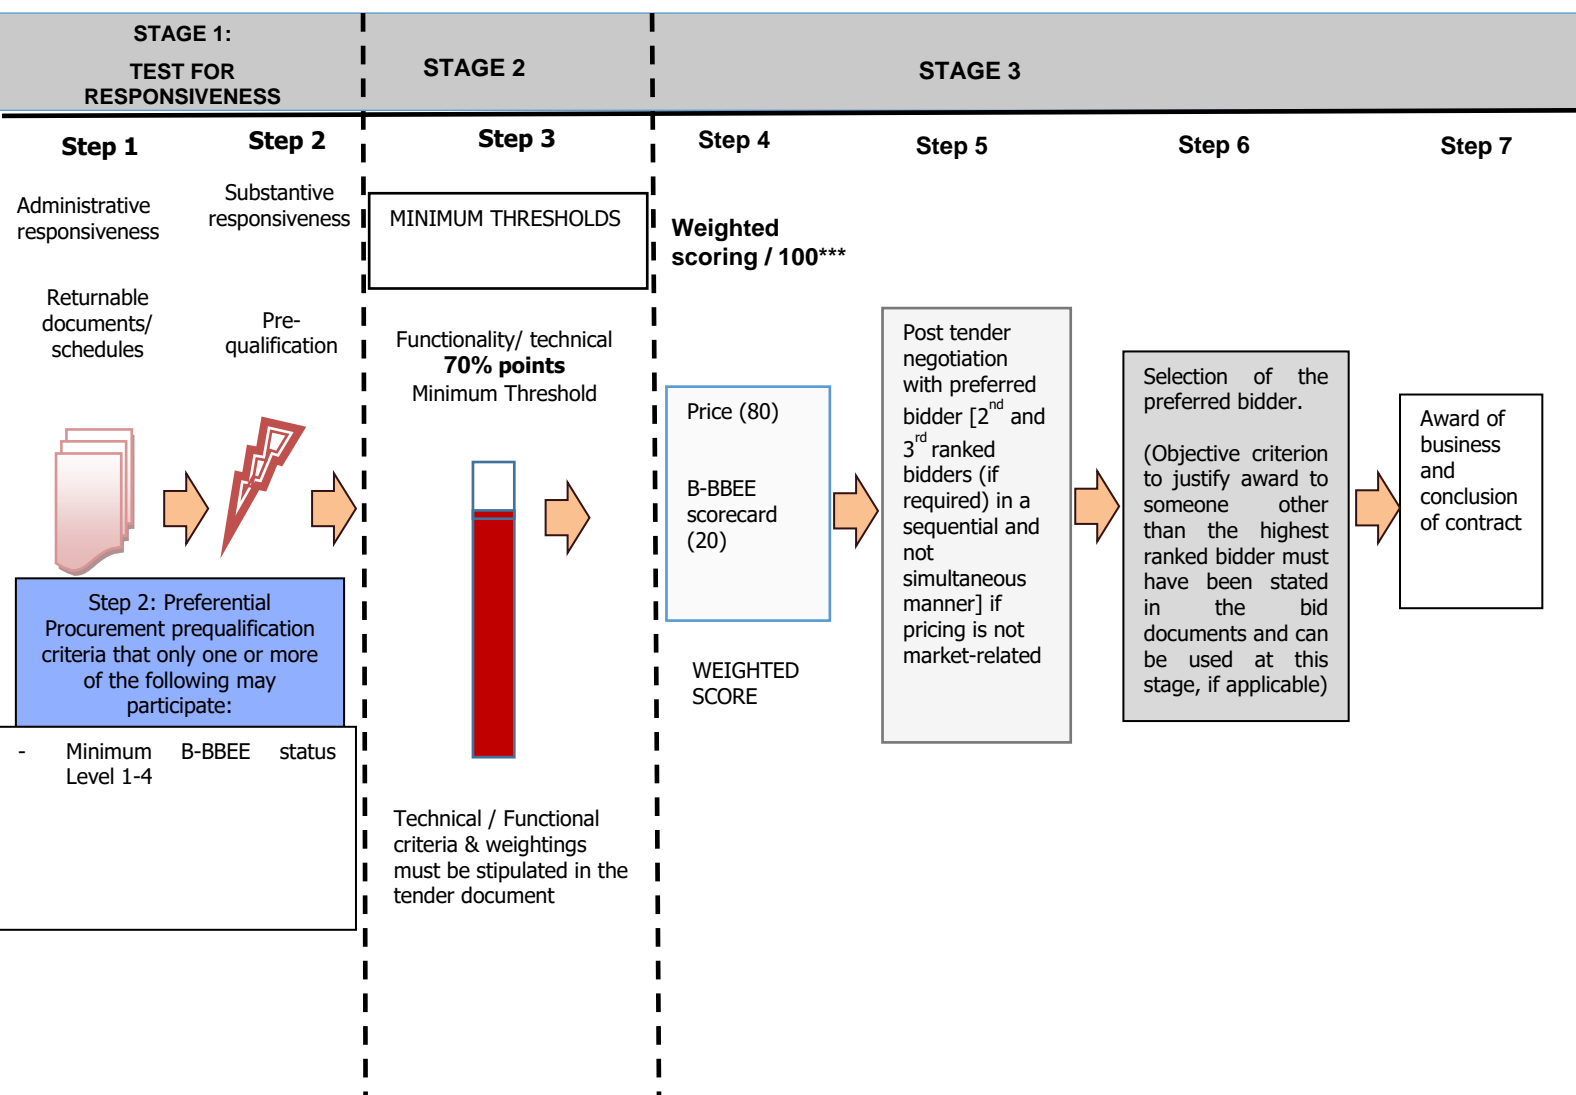 STAGE 1:
TEST FOR
RESPONSIVENESS
STAGE 2
STAGE 3
Step 1
Step 2
Step 3
Step 4
Step 5
Step 6
Step 7
Administrative
responsiveness
Returnable
documents/
schedules
Substantive
responsiveness
Pre-
qualification
Step 2: Preferential
Procurement prequalification
criteria that only one or more
of the following may
participate:
- Minimum B-BBEE status
Level 1-4
MINIMUM THRESHOLDS
Functionality/ technical
70% points
Minimum Threshold
Technical / Functional
criteria & weightings
must be stipulated in the
tender document
Weighted
scoring / 100***
Price (80)
B-BBEE
scorecard
(20)
WEIGHTED
SCORE
Post tender
negotiation
with preferred
bidder [2nd and
3rd ranked
bidders (if
required) in a
sequential and
not
simultaneous
manner] if
pricing is not
market-related
Selection of the
preferred bidder.
(Objective criterion
to justify award to
someone other
than the highest
ranked bidder must
have been stated
in the bid
documents and can
be used at this
stage, if applicable)
Award of
business
and
conclusion
of contract